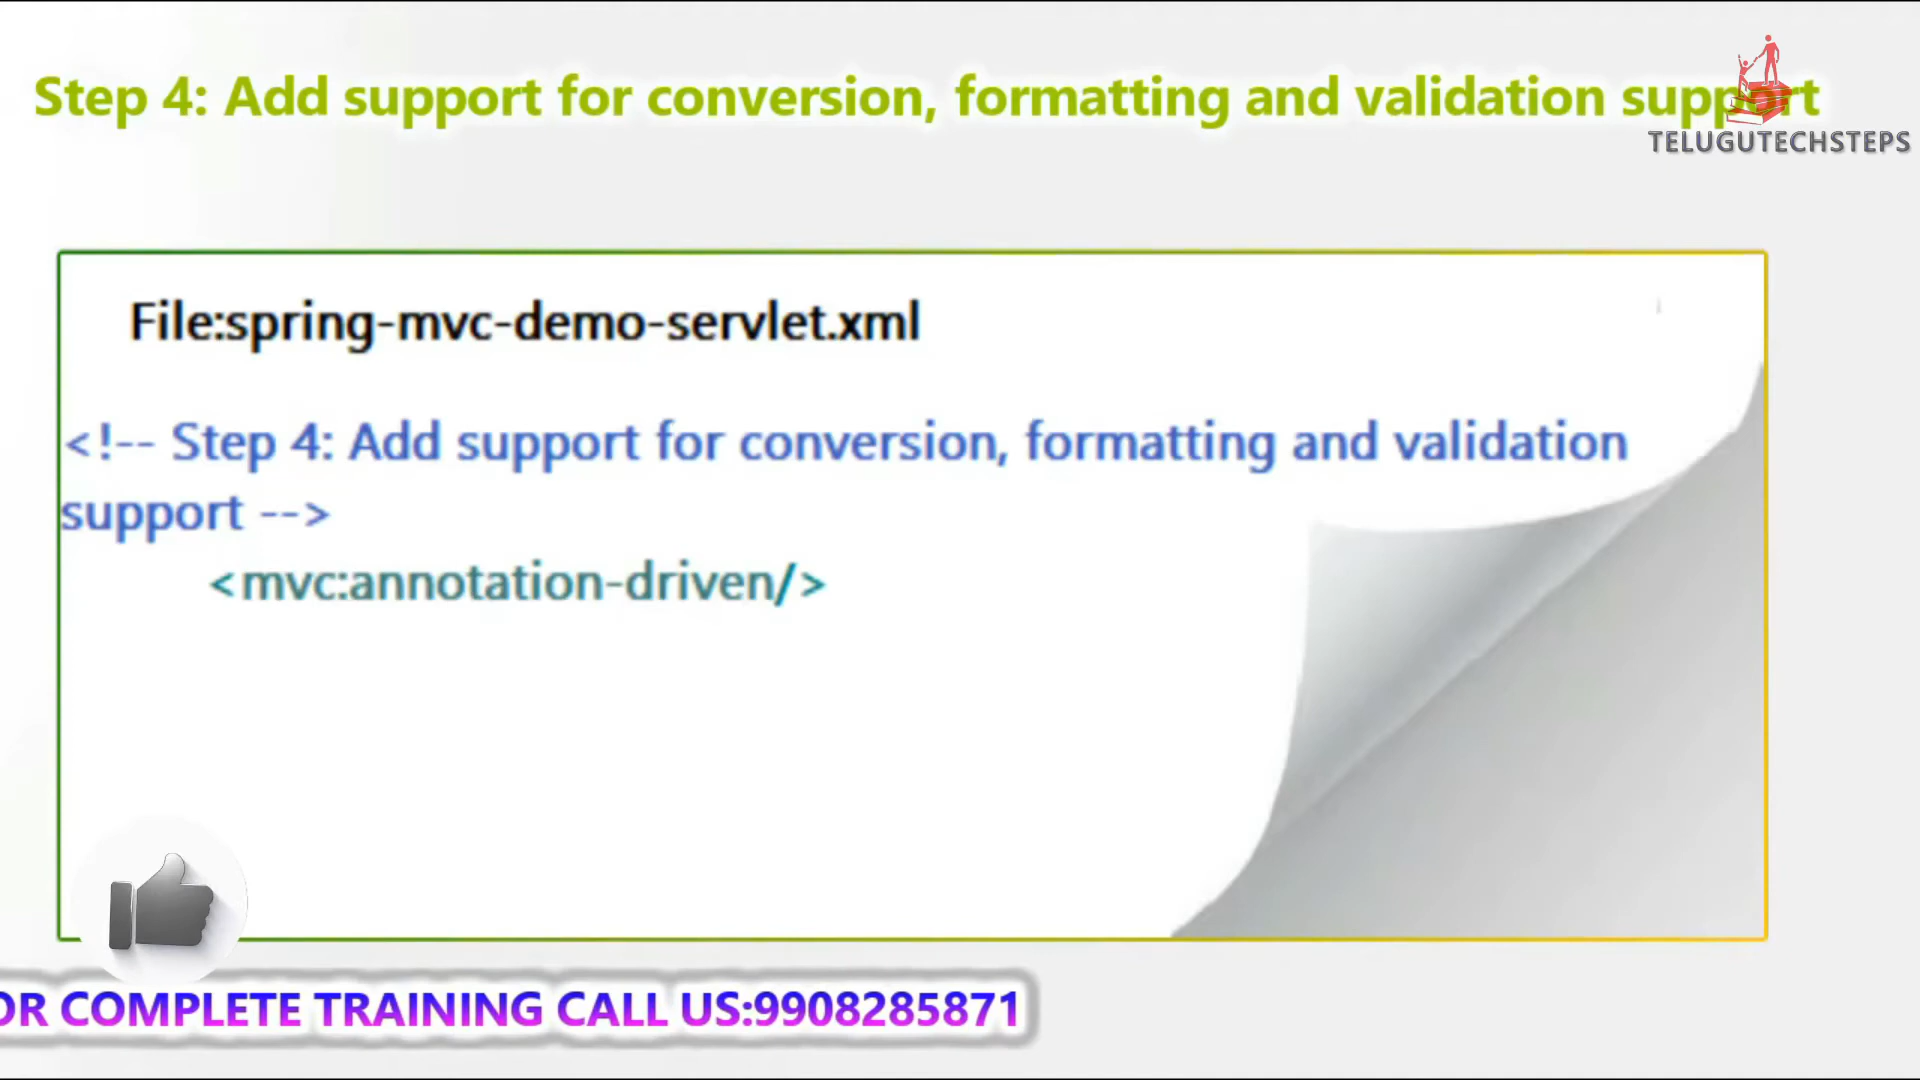 Step 4: Add support for conversion, formatting and validation support
TELUGUTECHSTEPS
File:spring-mvc-demo-servlet.xml
<!-- Step 4: Add support for conversion, formatting and validation
support -->
<mvc:annotation-driven/>
OR COMPLETE TRAINING CALL US:9908285871